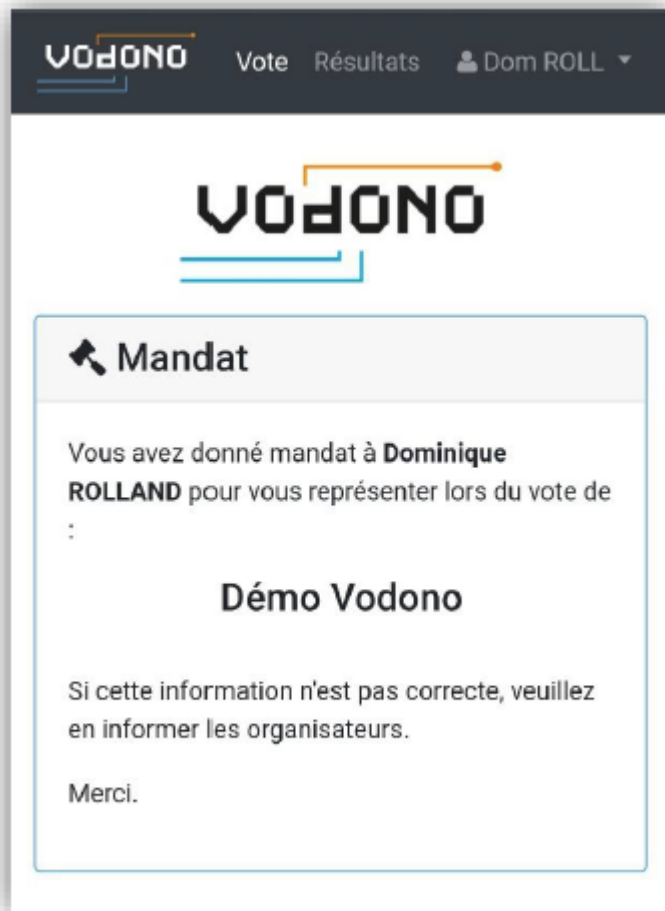 VODONO Vote Résultats Dom ROLL
VODONO
Mandat
Vous avez donné mandat à Dominique
ROLLAND pour vous représenter lors du vote de
:
Démo Vodono
Si cette information n'est pas correcte, veuillez
en informer les organisateurs.
Merci.